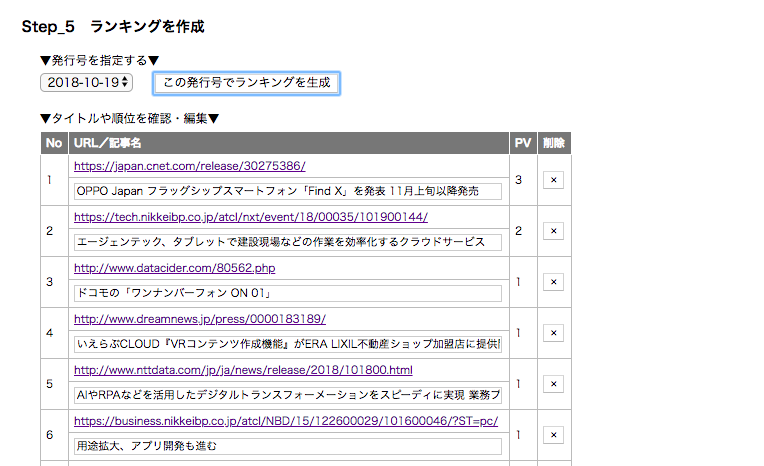 Step_5 ランキングを作成
▼発行号を指定する▼
2018-10-19 この発行号でランキングを生成
▼タイトルや順位を確認・編集▼
No URL／記事名 PV 削除
https://japan.cnet.com/release/30275386/
1 3 ×
OPPO Japan フラッグシップスマートフォン「Find X」を発表 11月上旬以降発売
https://tech.nikkeibp.co.jp/atcl/nxt/event/18/00035/101900144/
2 2 ×
エージェンテック、タブレットで建設現場などの作業を効率化するクラウドサービス
http://www.datacider.com/80562.php
3 1 ×
ドコモの「ワンナンバーフォン ON 01」
http://www.dreamnews.jp/press/0000183189/
4 1 ×
いえらぶCLOUD『VRコンテンツ作成機能』がERA LIXIL不動産ショップ加盟店に提供
http://www.nttdata.com/jp/ja/news/release/2018/101800.html
5 1 ×
AIやRPAなどを活用したデジタルトランスフォーメーションをスピーディに実現 業務プ
https://business.nikkeibp.co.jp/atcl/NBD/15/122600029/101600046/?ST=pc/
6 1 ×
用途拡大、アプリ開発も進む